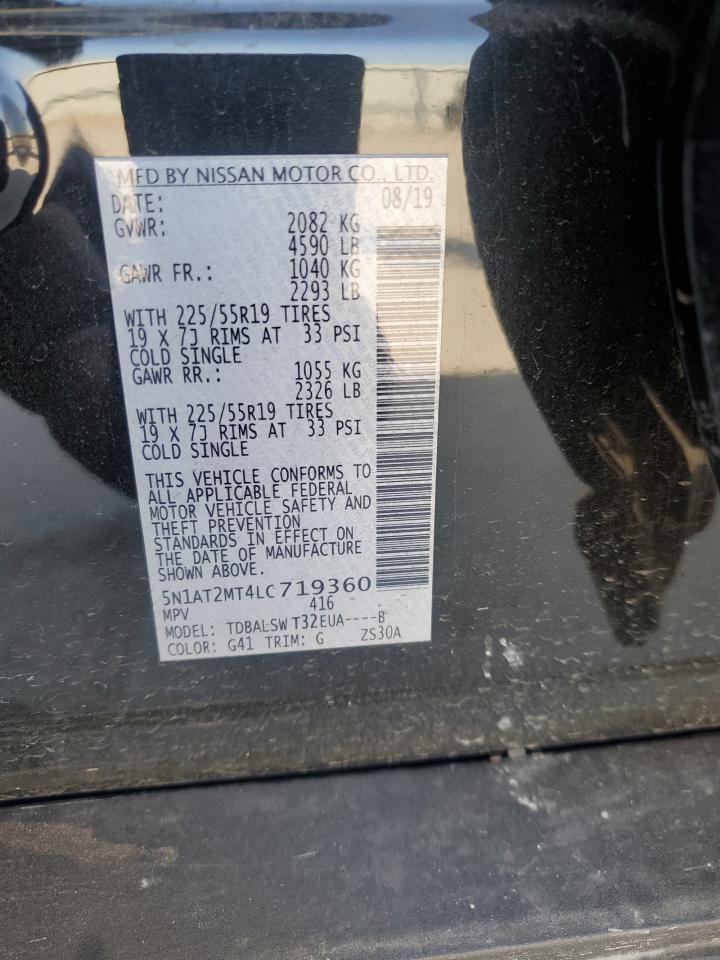 MFD BY NISSAN MOTOR CO., LTD.
DATE: 08/19
GVWR: 2082 KG
4590 LB
GAWR FR.: 1040 KG
2293 LB
WITH 225/55R19 TIRES
19 X 7J RIMS AT 33 PSI
COLD SINGLE
GAWR RR.: 1055 KG
2326 LB
WITH 225/55R19 TIRES
19 X 7J RIMS AT 33 PSI
COLD SINGLE
THIS VEHICLE CONFORMS TO
ALL APPLICABLE FEDERAL
MOTOR VEHICLE SAFETY AND
THEFT PREVENTION
STANDARDS IN EFFECT ON
THE DATE OF MANUFACTURE
SHOWN ABOVE.
5N1AT2MT4LC719360
MPV 416
MODEL: TDBALSW T32EUA----B
COLOR: G41 TRIM: G ZS30A